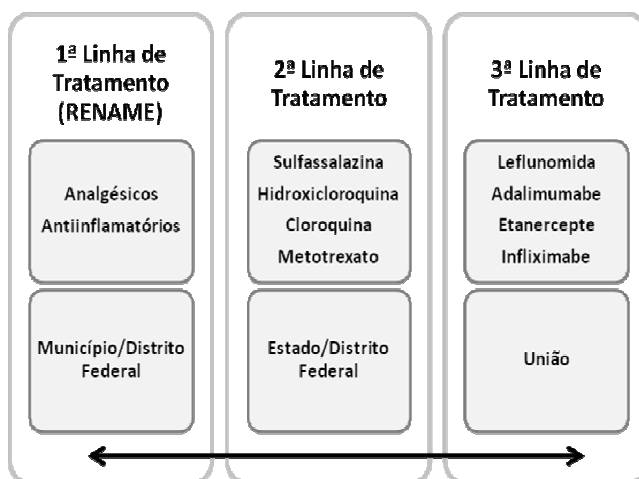 1ª Linha de
Tratamento
(RENAME)
Analgésicos
Antiinflamatórios
Município/Distrito
Federal
2ª Linha de
Tratamento
Sulfassalazina
Hidroxicloroquina
Cloroquina
Metotrexato
Estado/Distrito
Federal
3ª Linha de
Tratamento
Leflunomida
Adalimumabe
Etanercepte
Infliximabe
União